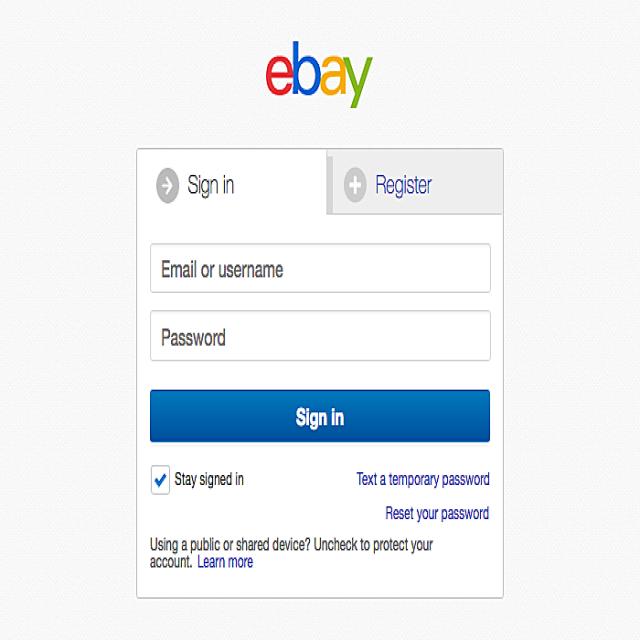 ebay
Sign in
Register
Email or username
Password
Sign in
Stay signed in
Text a temporary password
Reset your password
Using a public or shared device? Uncheck to protect your
account. Learn more